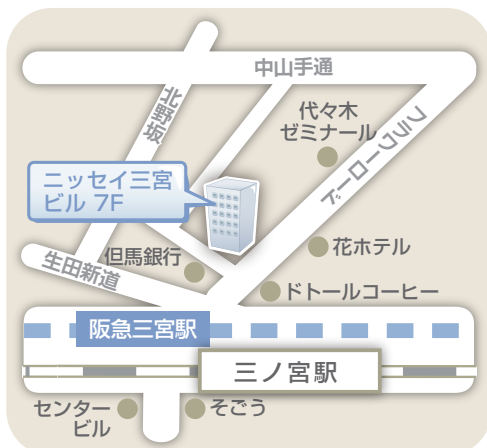 中山手通
北野坂
代々木
ゼミナール
フラワーロード
ニッセイ三宮
ビル 7F
花ホテル
但馬銀行
生田新道
ドトールコーヒー
阪急三宮駅
三ノ宮駅
センター
ビル
そごう